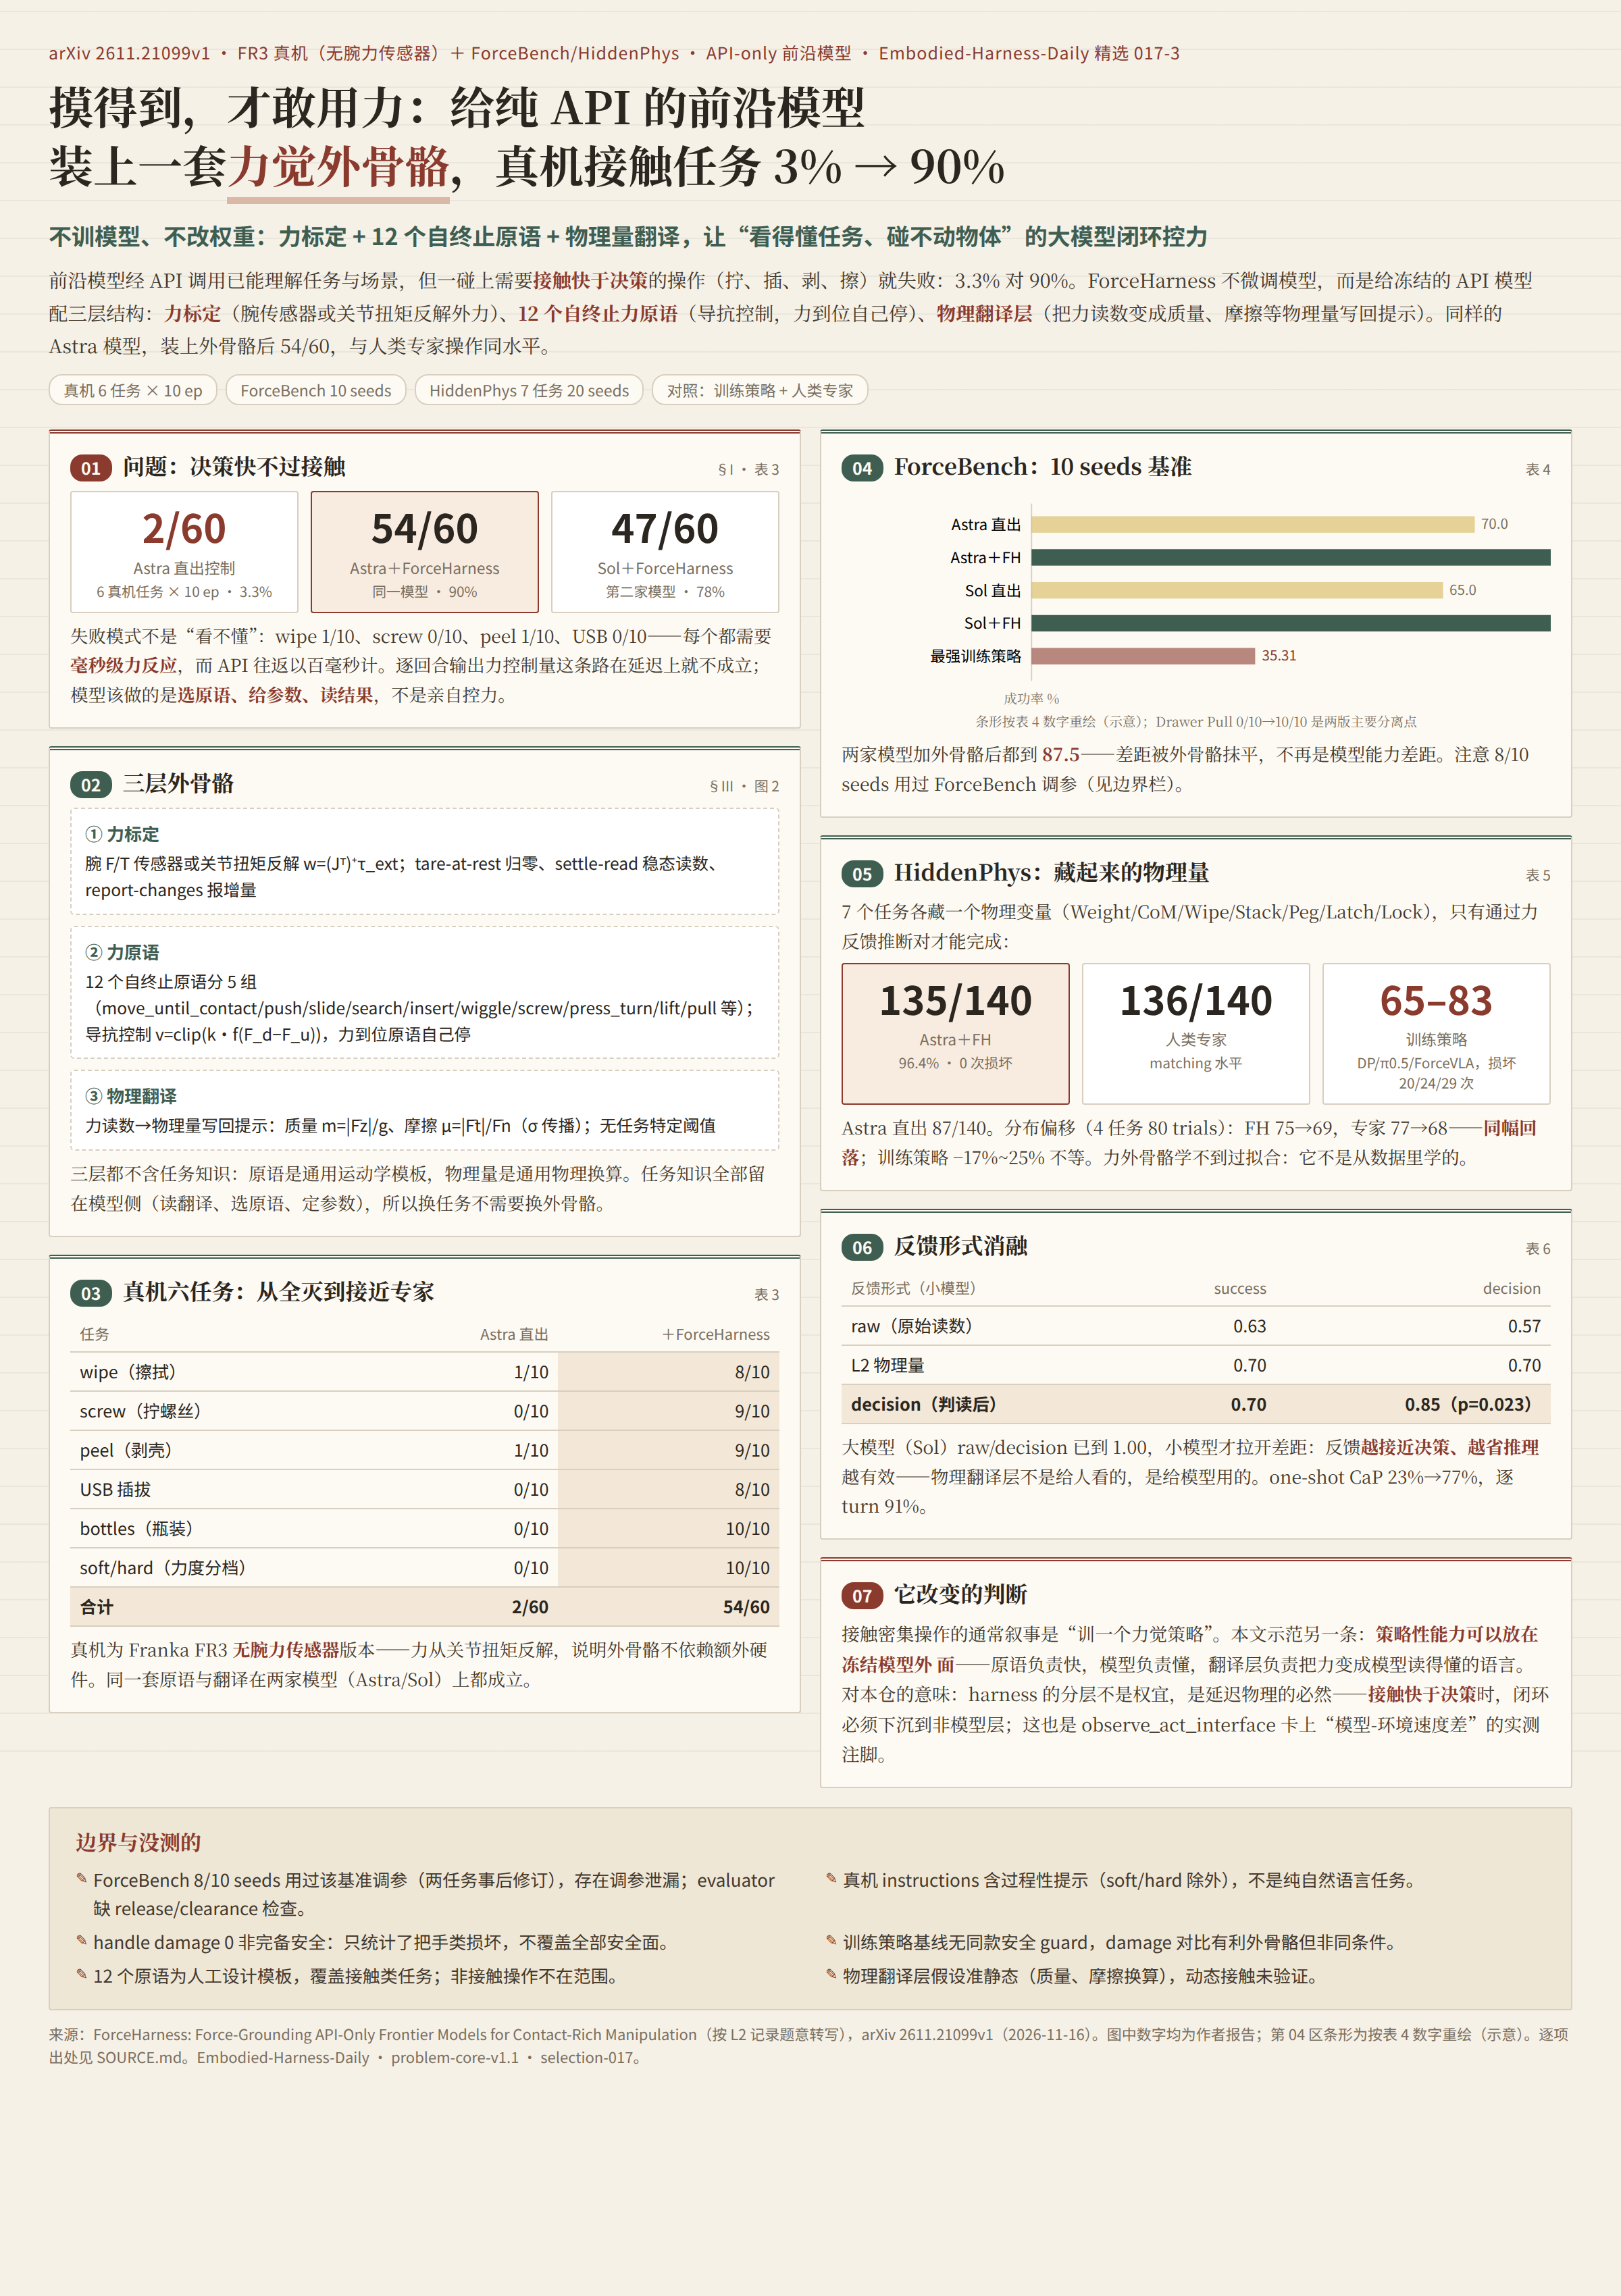 arXiv 2611.21099v1 · FR3 真机（无腕力传感器）＋ ForceBench/HiddenPhys · API-only 前沿模型 · Embodied-Harness-Daily 精选 017-3
摸得到，才敢用力：给纯 API 的前沿模型
装上一套力觉外骨骼，真机接触任务 3% → 90%
不训模型、不改权重：力标定 + 12 个自终止原语 + 物理量翻译，让“看得懂任务、碰不动物体”的大模型闭环控力
前沿模型经 API 调用已能理解任务与场景，但一碰上需要接触快于决策的操作（拧、插、剥、擦）就失败：3.3% 对 90%。ForceHarness 不微调模型，而是给冻结的 API 模型
配三层结构：力标定（腕传感器或关节扭矩反解外力）、12 个自终止力原语（导抗控制，力到位自己停）、物理翻译层（把力读数变成质量、摩擦等物理量写回提示）。同样的
Astra 模型，装上外骨骼后 54/60，与人类专家操作同水平。
真机 6 任务 × 10 ep
ForceBench 10 seeds
HiddenPhys 7 任务 20 seeds
对照：训练策略 + 人类专家
01 问题：决策快不过接触 § I · 表 3
2/60
Astra 直出控制
6 真机任务 × 10 ep · 3.3%
54/60
Astra＋ForceHarness
同一模型 · 90%
47/60
Sol＋ForceHarness
第二家模型 · 78%
失败模式不是“看不懂”：wipe 1/10、screw 0/10、peel 1/10、USB 0/10——每个都需要
毫秒级力反应，而 API 往返以百毫秒计。逐回合输出力控制量这条路在延迟上就不成立；
模型该做的是选原语、给参数、读结果，不是亲自控力。
02 三层外骨骼 § III · 图 2
① 力标定
腕 F/T 传感器或关节扭矩反解 w=(Jᵀ)⁺τ_ext；tare-at-rest 归零、settle-read 稳态读数、
report-changes 报增量
② 力原语
12 个自终止原语分 5 组
（move_until_contact/push/slide/search/insert/wiggle/screw/press_turn/lift/pull 等）；
导抗控制 v=clip(k・f(F_d−F_u))，力到位原语自己停
③ 物理翻译
力读数→物理量写回提示：质量 m=|Fz|/g、摩擦 μ=|Ft|/Fn（σ 传播）；无任务特定阈值
三层都不含任务知识：原语是通用运动学模板，物理量是通用物理换算。任务知识全部留
在模型侧（读翻译、选原语、定参数），所以换任务不需要换外骨骼。
03 真机六任务：从全灭到接近专家 表 3
任务 Astra 直出 ＋ForceHarness
wipe（擦拭） 1/10 8/10
screw（拧螺丝） 0/10 9/10
peel（剥壳） 1/10 9/10
USB 插拔 0/10 8/10
bottles（瓶装） 0/10 10/10
soft/hard（力度分档） 0/10 10/10
合计 2/60 54/60
真机为 Franka FR3 无腕力传感器版本——力从关节扭矩反解，说明外骨骼不依赖额外硬
件。同一套原语与翻译在两家模型（Astra/Sol）上都成立。
04 ForceBench：10 seeds 基准 表 4
Astra 直出 70.0
Astra＋FH
Sol 直出 65.0
Sol＋FH
最强训练策略 35.31
成功率 %
条形按表 4 数字重绘（示意）；Drawer Pull 0/10→10/10 是两版主要分离点
两家模型加外骨骼后都到 87.5——差距被外骨骼抹平，不再是模型能力差距。注意 8/10
seeds 用过 ForceBench 调参（见边界栏）。
05 HiddenPhys：藏起来的物理量 表 5
7 个任务各藏一个物理变量（Weight/CoM/Wipe/Stack/Peg/Latch/Lock），只有通过力
反馈推断对才能完成：
135/140
Astra＋FH
96.4% · 0 次损坏
136/140
人类专家
matching 水平
65–83
训练策略
DP/π0.5/ForceVLA，损坏
20/24/29 次
Astra 直出 87/140。分布偏移（4 任务 80 trials）：FH 75→69，专家 77→68——同幅回
落；训练策略 −17%~25% 不等。力外骨骼学不到过拟合：它不是从数据里学的。
06 反馈形式消融 表 6
反馈形式（小模型） success decision
raw（原始读数） 0.63 0.57
L2 物理量 0.70 0.70
decision（判读后） 0.70 0.85（p=0.023）
大模型（Sol）raw/decision 已到 1.00，小模型才拉开差距：反馈越接近决策、越省推理
越有效——物理翻译层不是给人看的，是给模型用的。one-shot CaP 23%→77%，逐
turn 91%。
07 它改变的判断
接触密集操作的通常叙事是“训一个力觉策略”。本文示范另一条：策略性能力可以放在
冻结模型外 面——原语负责快，模型负责懂，翻译层负责把力变成模型读得懂的语言。
对本仓的意味：harness 的分层不是权宜，是延迟物理的必然——接触快于决策时，闭环
必须下沉到非模型层；这也是 observe_act_interface 卡上“模型-环境速度差”的实测
注脚。
边界与没测的
✎ ForceBench 8/10 seeds 用过该基准调参（两任务事后修订），存在调参泄漏；evaluator
缺 release/clearance 检查。
✎ 真机 instructions 含过程性提示（soft/hard 除外），不是纯自然语言任务。
✎ handle damage 0 非完备安全：只统计了把手类损坏，不覆盖全部安全面。
✎ 训练策略基线无同款安全 guard，damage 对比有利外骨骼但非同条件。
✎ 12 个原语为人工设计模板，覆盖接触类任务；非接触操作不在范围。
✎ 物理翻译层假设准静态（质量、摩擦换算），动态接触未验证。
来源：ForceHarness: Force-Grounding API-Only Frontier Models for Contact-Rich Manipulation（按 L2 记录题意转写），arXiv 2611.21099v1（2026-11-16）。图中数字均为作者报告；第 04 区条形为按表 4 数字重绘（示意）。逐项
出处见 SOURCE.md。Embodied-Harness-Daily · problem-core-v1.1 · selection-017。